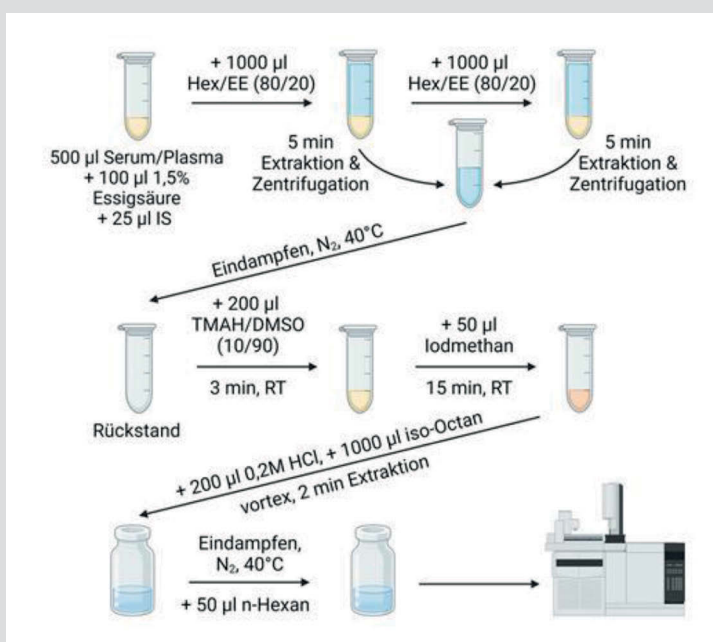 + 1000 µl
Hex/EE (80/20)
+ 1000 µl
Hex/EE (80/20)
500 µl Serum/Plasma
+ 100 µl 1,5%
Essigsäure
+ 25 µl IS
5 min
Extraktion &
Zentrifugation
5 min
Extraktion &
Zentrifugation
Eindampfen, N₂, 40°C
+ 200 µl
TMAH/DMSO
(10/90)
3 min, RT
+ 50 µl
Iodmethan
15 min, RT
Rückstand
+ 200 µl 0,2M HCl, + 1000 µl iso-Octan
vortex, 2 min Extraktion
Eindampfen,
N₂, 40°C
+ 50 µl n-Hexan